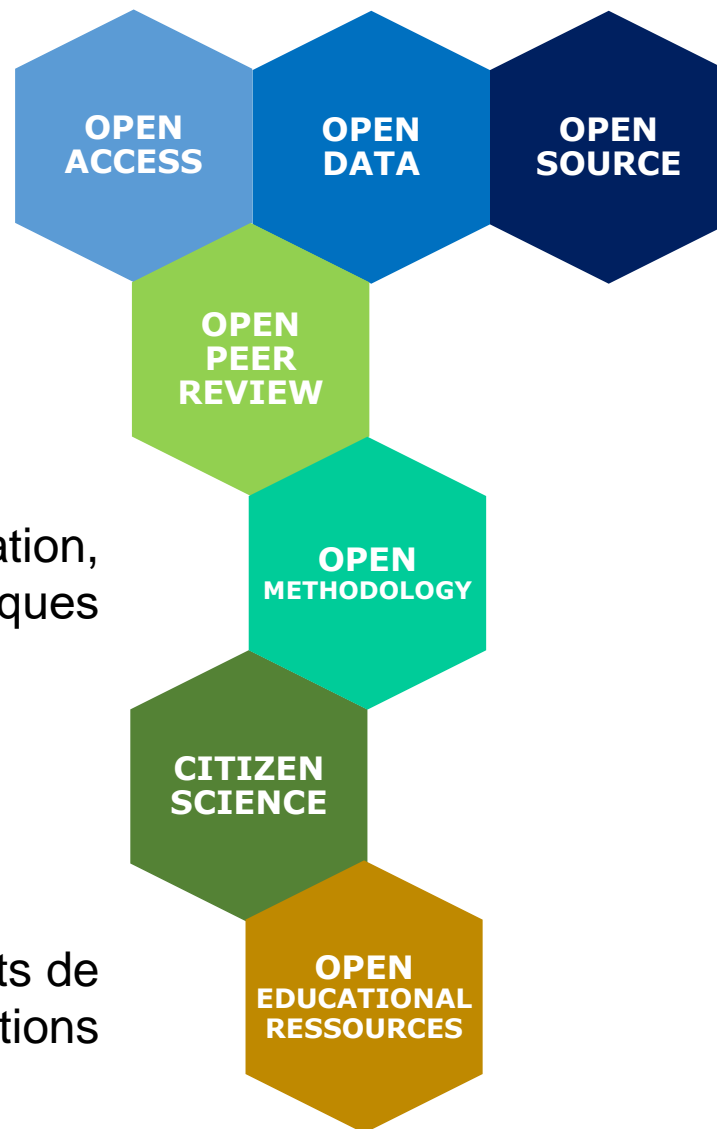 OPEN
ACCESS
OPEN
DATA
OPEN
SOURCE
OPEN
PEER
REVIEW
OPEN
METHODOLOGY
CITIZEN
SCIENCE
ts de
tions
OPEN
EDUCATIONAL
RESSOURCES
ation,
iques